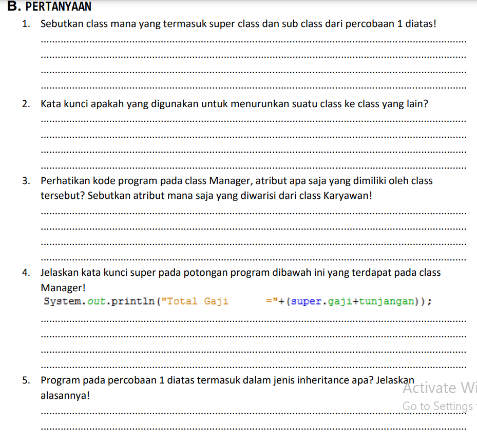 B. PERTANYAAN
1. Sebutkan class mana yang termasuk super class dan sub class dari percobaan 1 diatas!
2. Kata kunci apakah yang digunakan untuk menurunkan suatu class ke class yang lain?
3. Perhatikan kode program pada class Manager, atribut apa saja yang dimiliki oleh class
tersebut? Sebutkan atribut mana saja yang diwarisi dari class Karyawan!
4. Jelaskan kata kunci super pada potongan program dibawah ini yang terdapat pada class
Manager!
System.out.println("Total Gaji ="+(super.gaji+tunjangan));
5. Program pada percobaan 1 diatas termasuk dalam jenis inheritance apa? Jelaskan
alasannya!
Activate Wi
Go to Settings